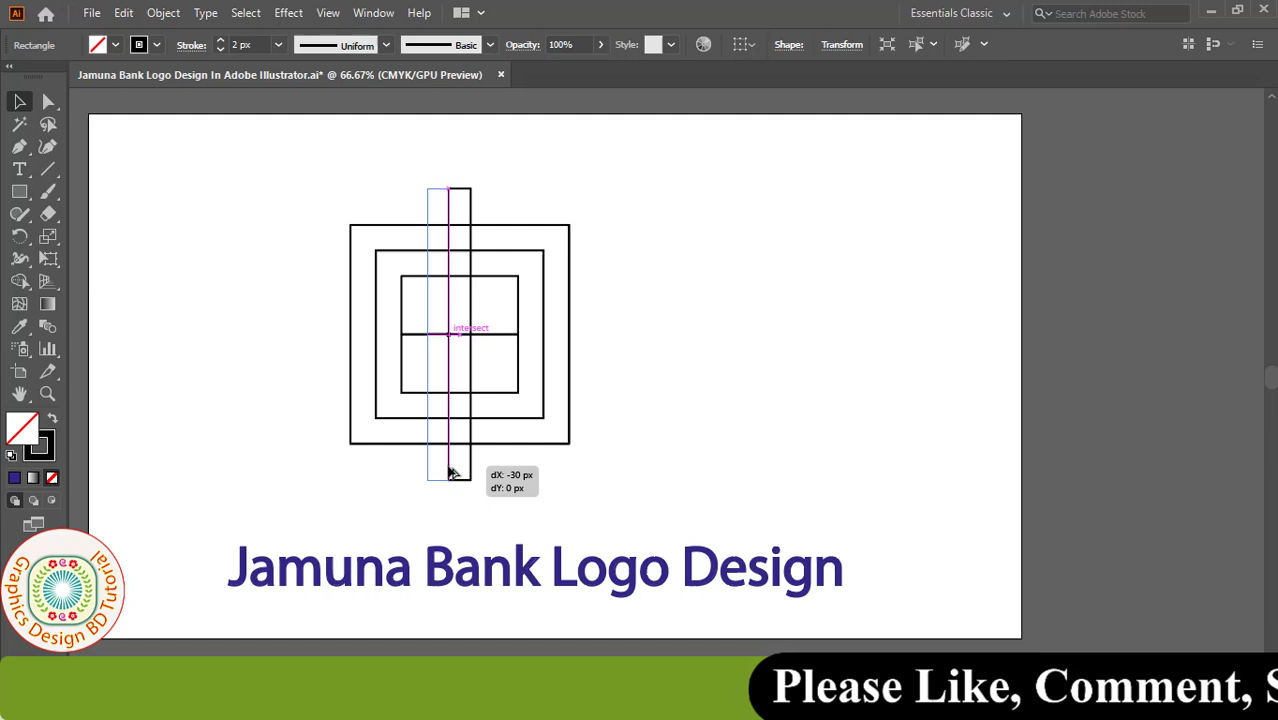 Ai File Edit Object Type Select Effect View Window Help Essentials Classic Search Adobe Stock
Rectangle Stroke: 2 px Uniform Basic Opacity: 100% Style: Shape: Transform
Jamuna Bank Logo Design In Adobe Illustrator.ai* @ 66.67% (CMYK/GPU Preview)
intersect
dX: -30 px
dY: 0 px
Jamuna Bank Logo Design
Graphics Design BD Tutorial
Please Like, Comment, S